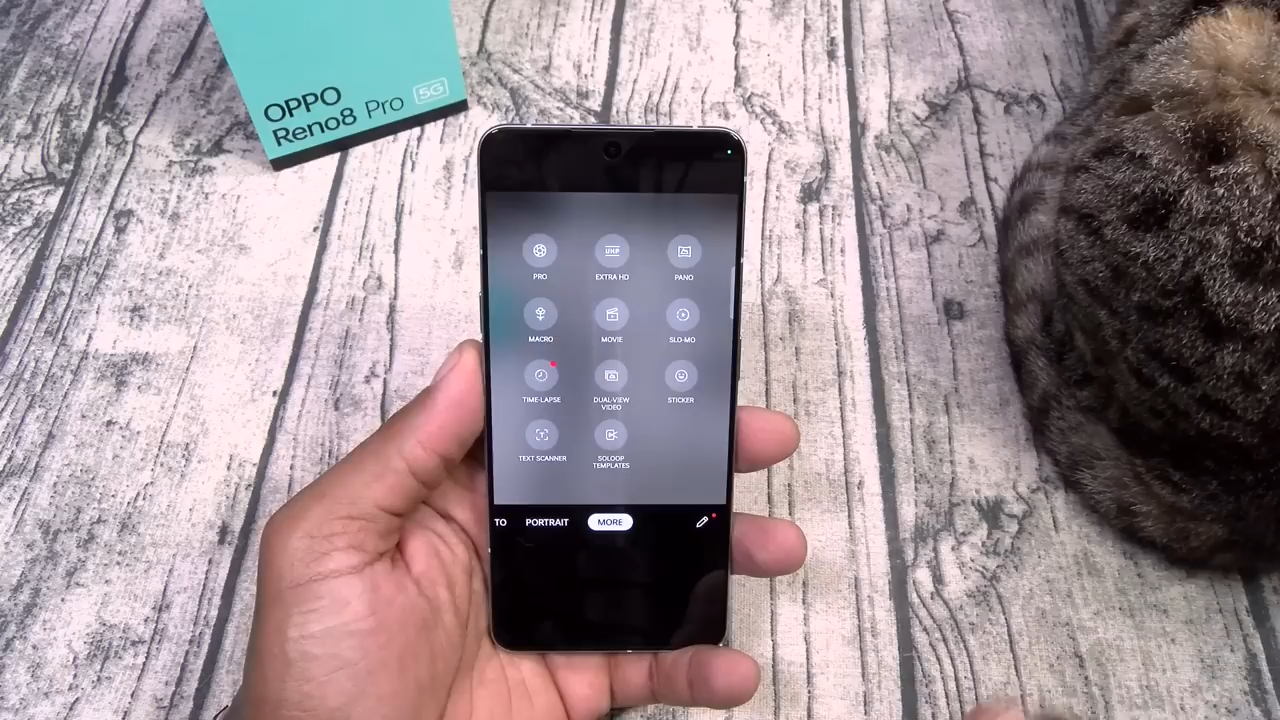 OPPO
Reno8 Pro 5G
PRO
EXTRA HD
PANO
MACRO
MOVIE
SLO-MO
TIME-LAPSE
DUAL-VIEW
VIDEO
STICKER
TEXT SCANNER
SOLOOP
TEMPLATES
TO
PORTRAIT
MORE